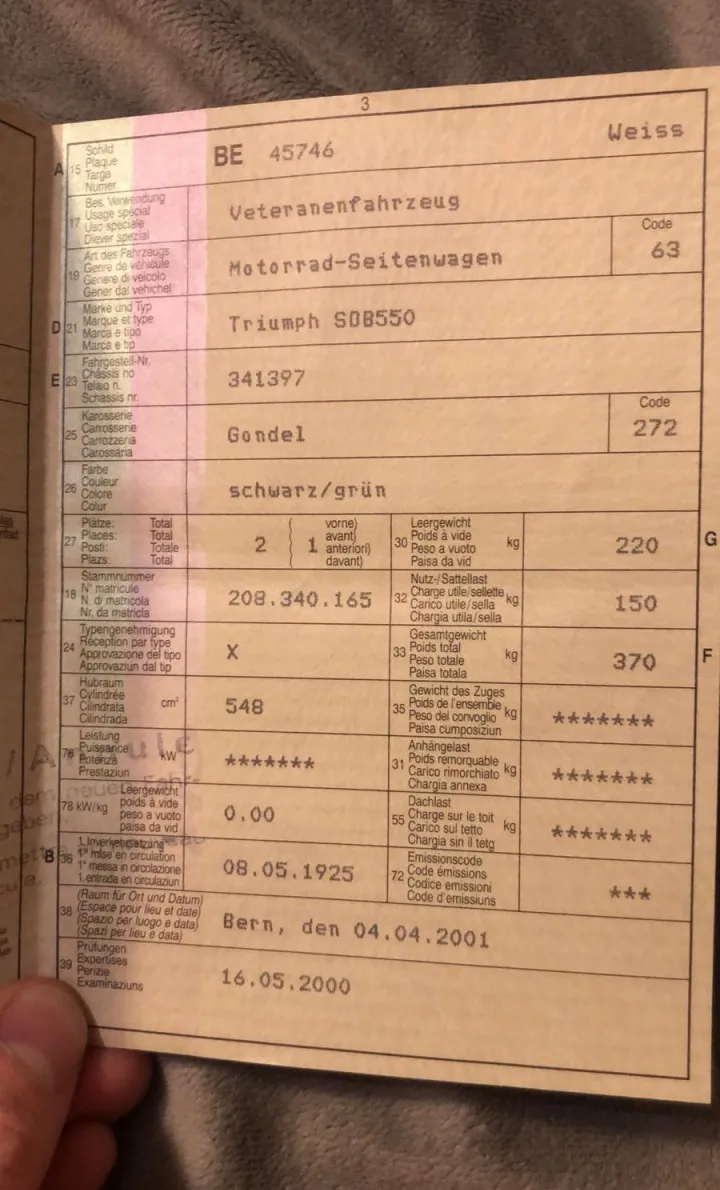 3
A 15 Schild
Plaque
Targa
Numer
BE 45746 Weiss
17 Bes. Verwendung
Usage spécial
Uso speciale
Diever spezial
Veteranenfahrzeug
19 Art des Fahrzeugs
Genre de véhicule
Genere di veicolo
Gener dal vehichel
Motorrad-Seitenwagen
Code
63
D 21 Marke und Typ
Marque et type
Marca e tipo
Marca e tip
Triumph SDB550
E 23 Fahrgestell-Nr.
Châssis no
Telaio n.
Schassis nr.
341397
25 Karosserie
Carrosserie
Carrozzeria
Carossaria
Gondel
Code
272
26 Farbe
Couleur
Colore
Colur
schwarz/grün
27 Plätze: Total
Places: Total
Posti: Totale
Plazs: Total
2 ( 1 vorne)
avant)
anteriori)
davant)
30 Leergewicht
Poids à vide
Peso a vuoto
Paisa da vid
kg
220 G
18 Stammnummer
N° matricule
N. di matricola
Nr. da matricla
208.340.165
32 Nutz-/Sattellast
Charge utile/sellette
Carico utile/sella
Chargia utila/sella
kg
150
24 Typengenehmigung
Réception par type
Approvazione del tipo
Approvaziun dal tip
X
33 Gesamtgewicht
Poids total
Peso totale
Paisa totala
kg
370 F
37 Hubraum
Cylindrée
Cilindrata
Cilindrada
cm³
548
35 Gewicht des Zuges
Poids de l'ensemble
Peso del convoglio
Paisa cumposiziun
kg
*******
76 Leistung
Puissance
Potenza
Prestaziun
kW
*******
31 Anhängelast
Poids remorquable
Carico rimorchiato
Chargia annexa
kg
*******
78 kW/kg Leergewicht
poids à vide
peso a vuoto
paisa da vid
0.00
55 Dachlast
Charge sur le toit
Carico sul tetto
Chargia sin il tetg
kg
*******
B 36 1. Inverkehrsetzung
1re mise en circulation
1a messa in circolazione
1. entrada en circulaziun
08.05.1925
72 Emissionscode
Code émissions
Codice emissioni
Code d'emissiuns
***
38 (Raum für Ort und Datum)
(Espace pour lieu et date)
(Spazio per luogo e data)
(Spazi per lieu e data)
Bern, den 04.04.2001
39 Prüfungen
Expertises
Perizie
Examinaziuns
16.05.2000